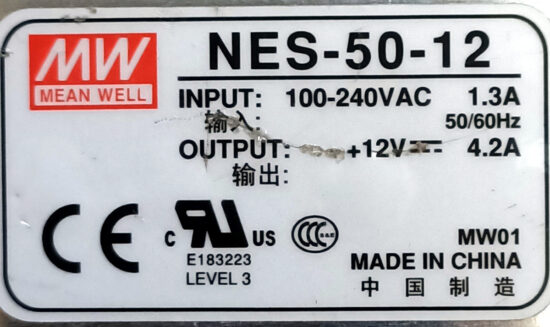 MW
MEAN WELL
NES-50-12
INPUT: 100-240VAC 1.3A
输入: 50/60Hz
OUTPUT: +12V⎓ 4.2A
输出:
CE
c RU US
E183223
LEVEL 3
CCC S&E
MW01
MADE IN CHINA
中国制造